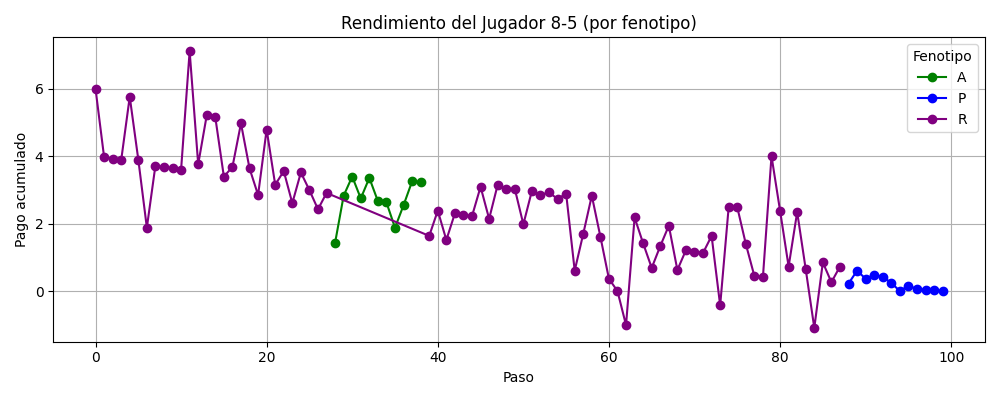 Rendimiento del Jugador 8-5 (por fenotipo)
Pago acumulado
6
4
2
0
0
20
40
60
80
100
Paso
Fenotipo
A
P
R